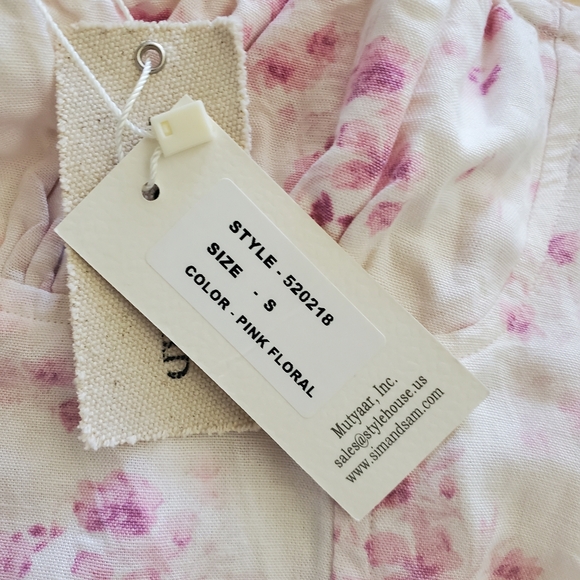 STYLE - 520218
SIZE - S
COLOR - PINK FLORAL
Mutyaar, Inc.
sales@stylehouse.us
www.simandsam.com